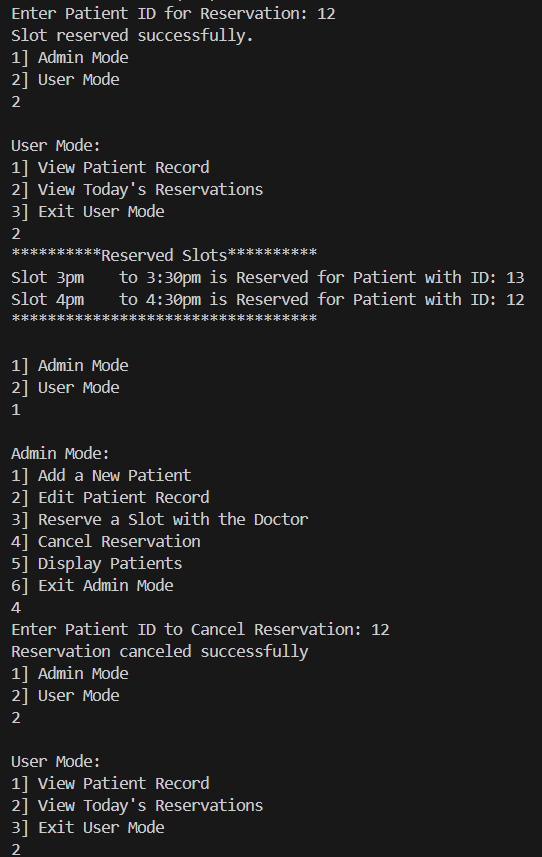 Enter Patient ID for Reservation: 12
Slot reserved successfully.
1] Admin Mode
2] User Mode
2
User Mode:
1] View Patient Record
2] View Today's Reservations
3] Exit User Mode
2
**********Reserved Slots**********
Slot 3pm    to 3:30pm is Reserved for Patient with ID: 13
Slot 4pm    to 4:30pm is Reserved for Patient with ID: 12
**********************************
1] Admin Mode
2] User Mode
1
Admin Mode:
1] Add a New Patient
2] Edit Patient Record
3] Reserve a Slot with the Doctor
4] Cancel Reservation
5] Display Patients
6] Exit Admin Mode
4
Enter Patient ID to Cancel Reservation: 12
Reservation canceled successfully
1] Admin Mode
2] User Mode
2
User Mode:
1] View Patient Record
2] View Today's Reservations
3] Exit User Mode
2